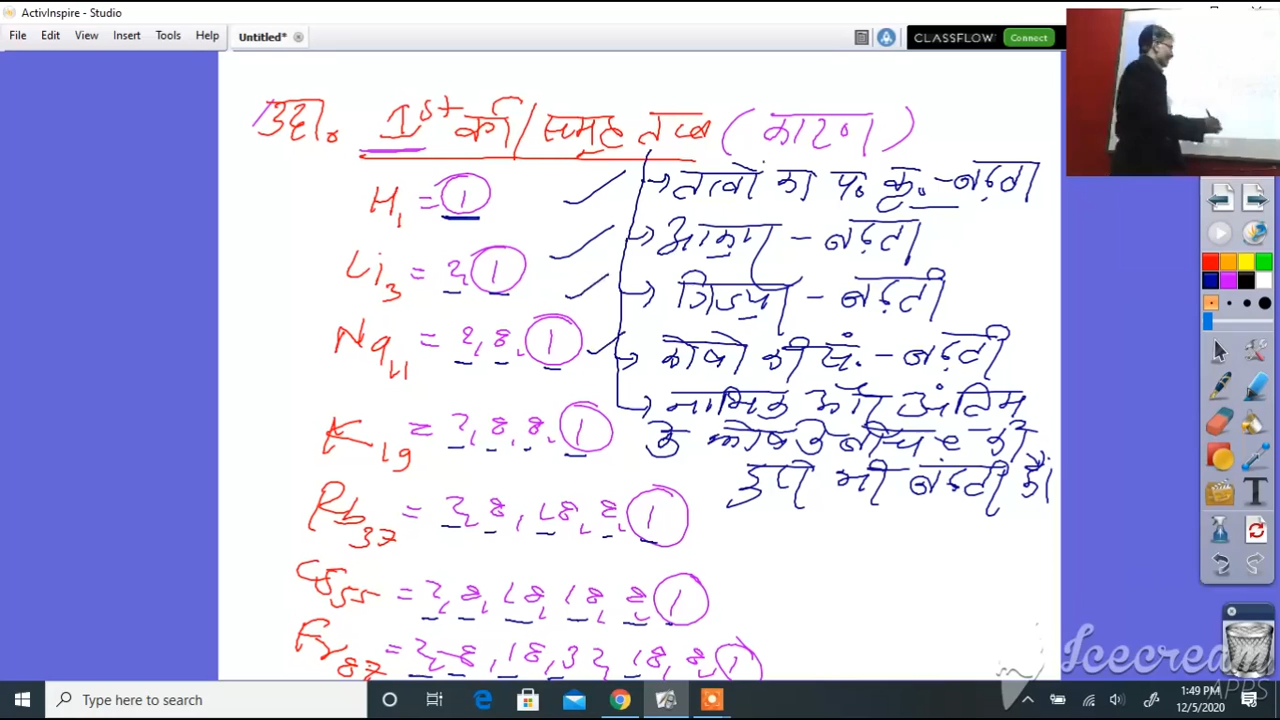 ActivInspire - Studio
File Edit View Insert Tools Help Untitled* CLASSFLOW Connect
उदा० 1st वर्ग/समूह तत्व (कारण)
H1 = 1
Li3 = 2, 1
Na11 = 2, 8, 1
K19 = 2, 8, 8, 1
Rb37 = 2, 8, 18, 8, 1
Cs55 = 2, 8, 18, 18, 8, 1
Fr87 = 2, 8, 18, 32, 18, 8, 1
→ तत्वों का प० क्र० - बढ़ता
→ आकार - बढ़ता
→ त्रिज्या - बढ़ती
→ कोषो की सं. - बढ़ती
→ नाभिक और अंतिम
के कोष के बीच e की
दूरी भी बढ़ती है।
Icecream
APPS
Type here to search
1:49 PM
12/5/2020